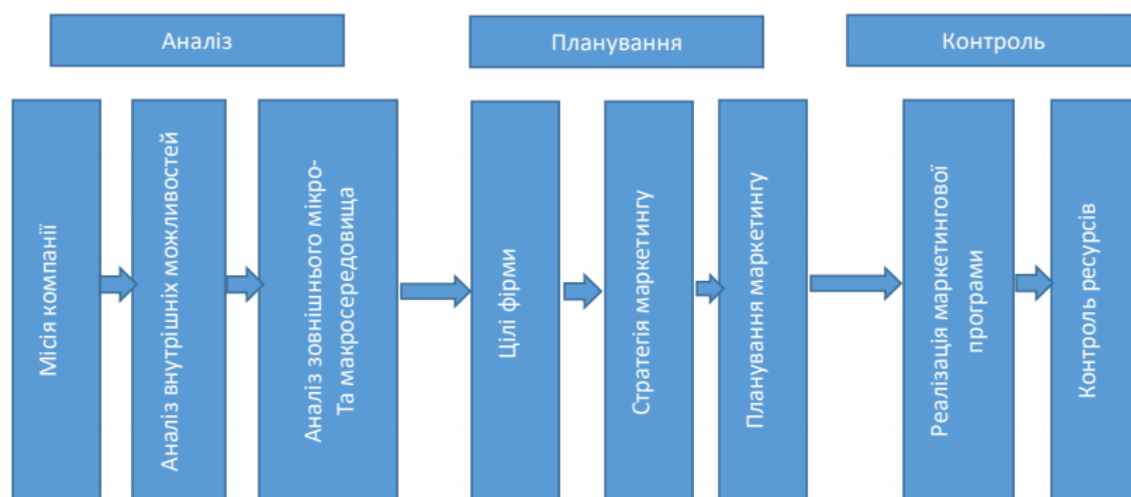 Аналіз
Планування
Контроль
Місія компанії
Аналіз внутрішніх можливостей
Аналіз зовнішнього мікро-
Та макросередовища
Цілі фірми
Стратегія маркетингу
Планування маркетингу
Реалізація маркетингової
програми
Контроль ресурсів